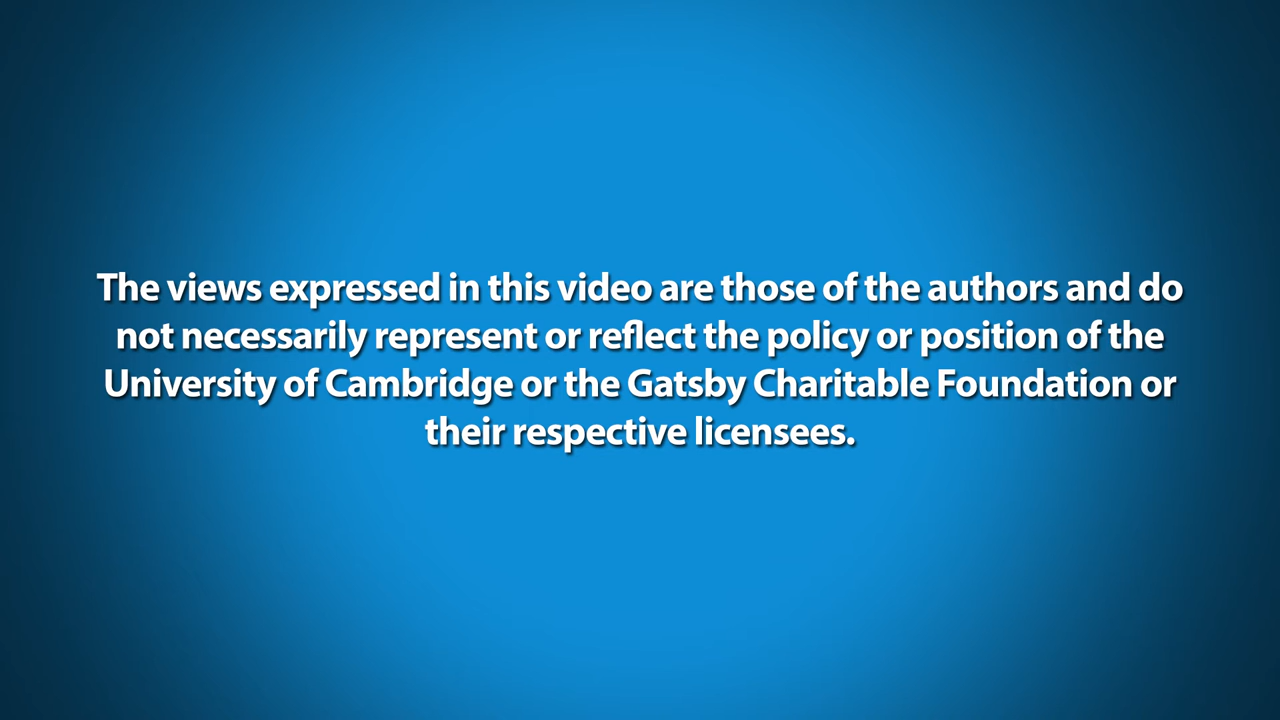 The views expressed in this video are those of the authors and do
not necessarily represent or reflect the policy or position of the
University of Cambridge or the Gatsby Charitable Foundation or
their respective licensees.